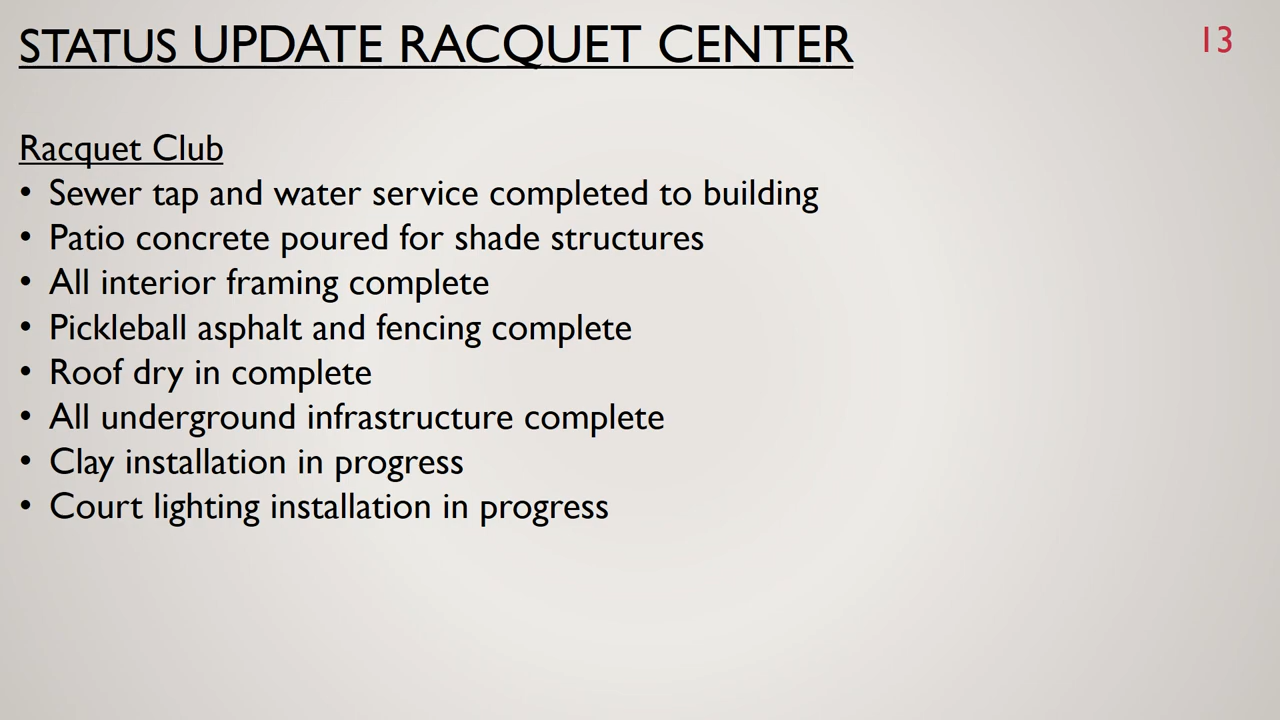 STATUS UPDATE RACQUET CENTER
13
Racquet Club
• Sewer tap and water service completed to building
• Patio concrete poured for shade structures
• All interior framing complete
• Pickleball asphalt and fencing complete
• Roof dry in complete
• All underground infrastructure complete
• Clay installation in progress
• Court lighting installation in progress